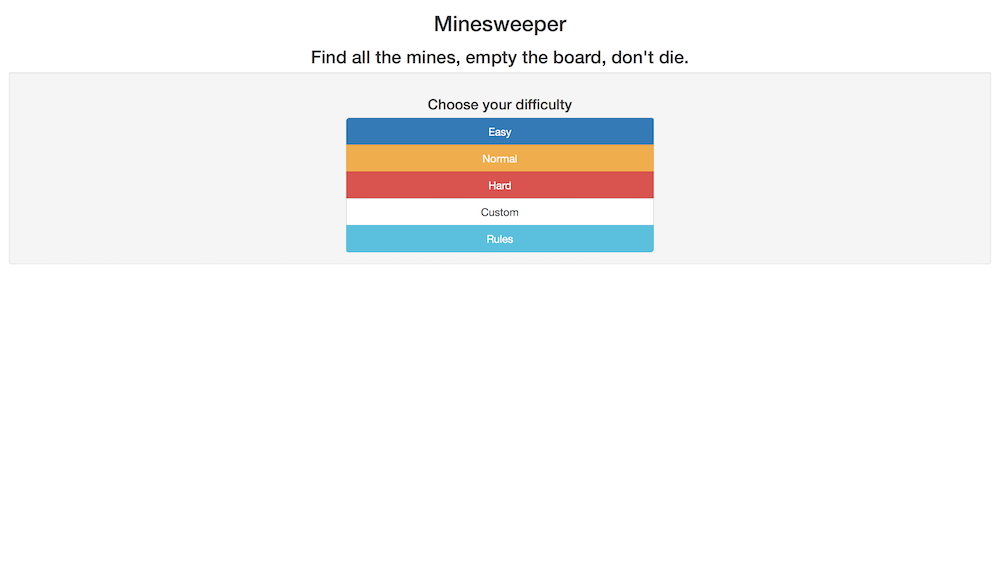 Minesweeper
Find all the mines, empty the board, don't die.
Choose your difficulty
Easy
Normal
Hard
Custom
Rules